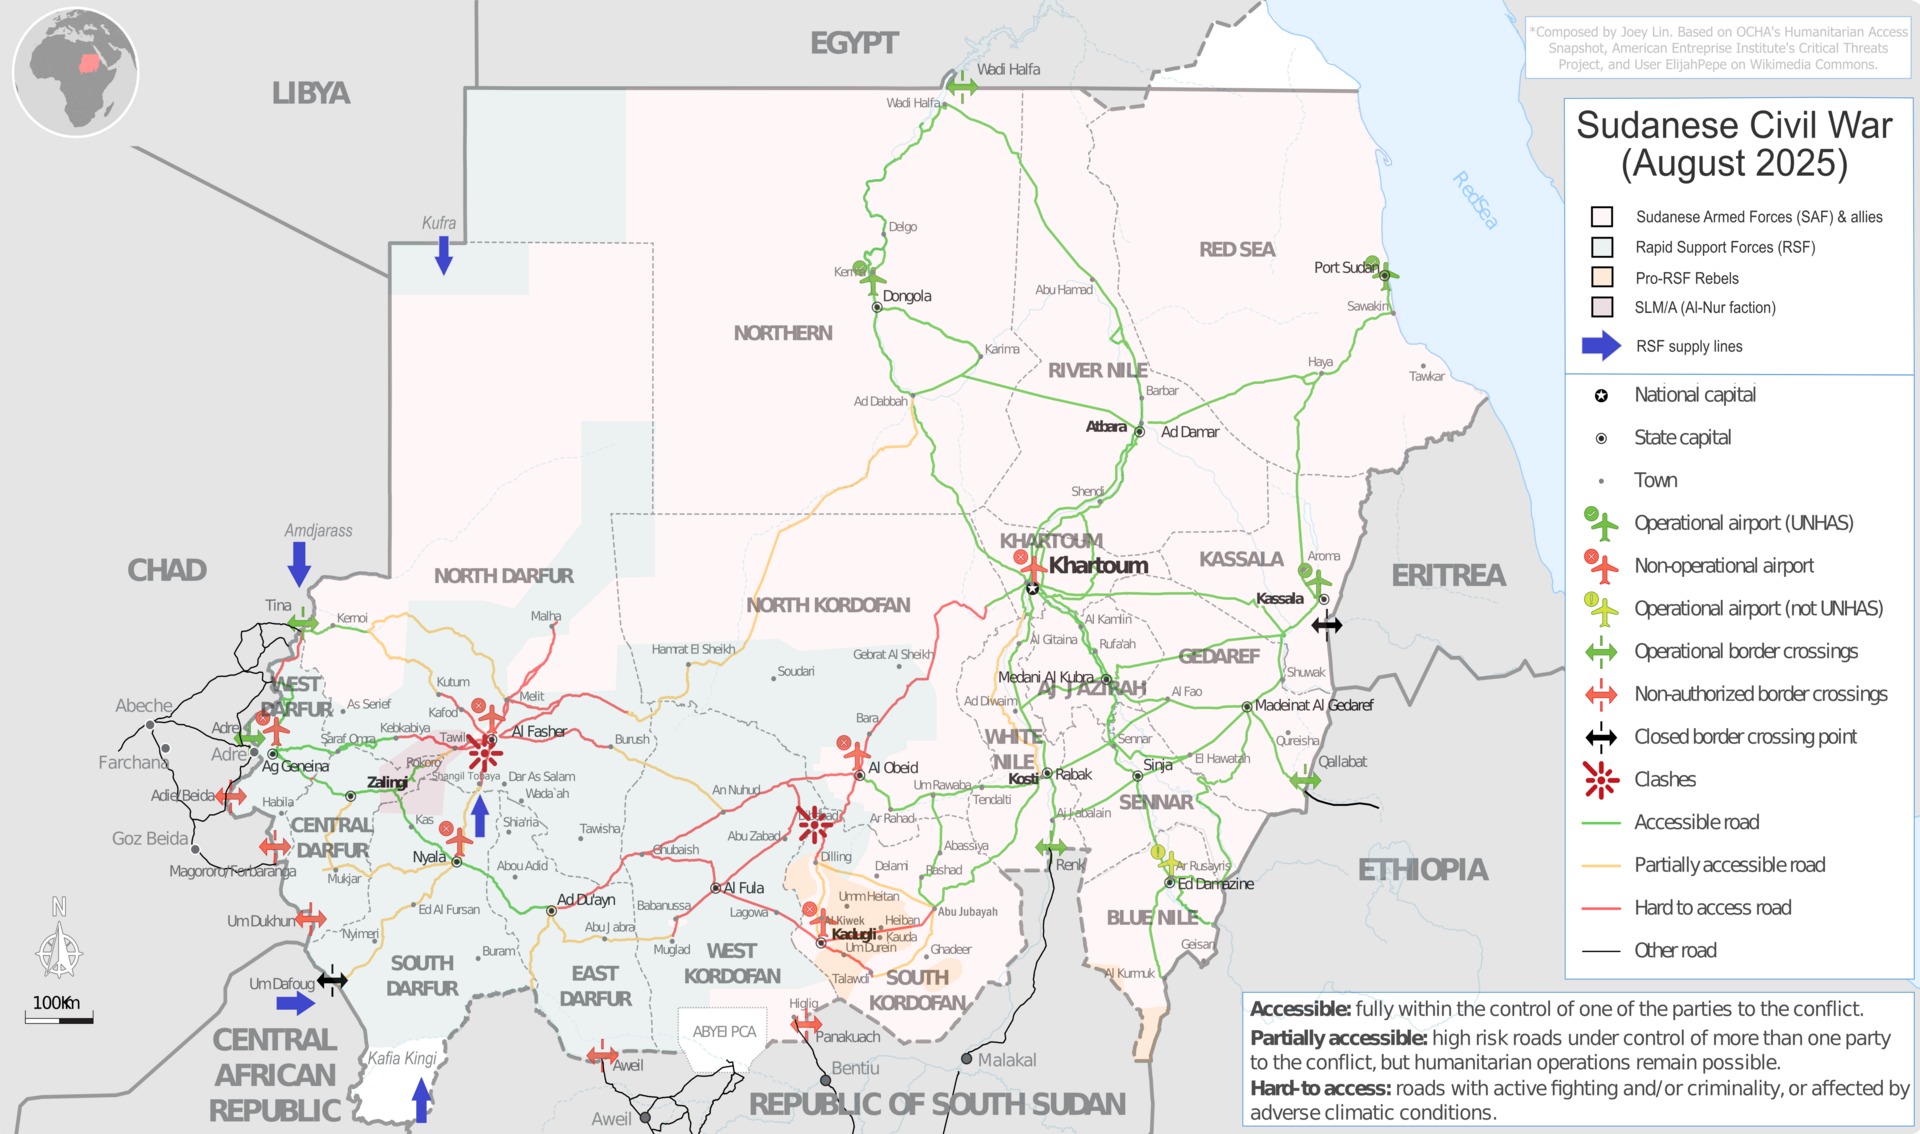 *Composed by Joey Lin. Based on OCHA's Humanitarian Access
Snapshot, American Entreprise Institute's Critical Threats
Project, and User ElijahPepe on Wikimedia Commons.
Sudanese Civil War
(August 2025)
Sudanese Armed Forces (SAF) & allies
Rapid Support Forces (RSF)
Pro-RSF Rebels
SLM/A (Al-Nur faction)
RSF supply lines
National capital
State capital
Town
Operational airport (UNHAS)
Non-operational airport
Operational airport (not UNHAS)
Operational border crossings
Non-authorized border crossings
Closed border crossing point
Clashes
Accessible road
Partially accessible road
Hard to access road
Other road
Accessible: fully within the control of one of the parties to the conflict.
Partially accessible: high risk roads under control of more than one party
to the conflict, but humanitarian operations remain possible.
Hard-to access: roads with active fighting and/or criminality, or affected by
adverse climatic conditions.
EGYPT
LIBYA
CHAD
ERITREA
ETHIOPIA
CENTRAL
AFRICAN
REPUBLIC
REPUBLIC OF SOUTH SUDAN
Red Sea
Wadi Halfa
Wadi Halfa
Kufra
Delgo
Kerma
Dongola
NORTHERN
Karima
Ad Dabbah
RED SEA
Port Sudan
Sawakin
Abu Hamad
RIVER NILE
Barbar
Haya
Tawkar
Atbara
Ad Damar
Shendi
KHARTOUM
Khartoum
KASSALA
Aroma
Kassala
Amdjarass
NORTH DARFUR
NORTH KORDOFAN
Tina
Kernoi
Malha
Hamrat El Sheikh
Soudari
Gebrat Al Sheikh
Al Kamlin
Al Gitaina
Rufa'ah
GEDAREF
Shuwak
Medani Al Kubra
AJ JAZIRAH
Al Fao
Ad Diwaim
Madeinat Al Gedaref
WEST
DARFUR
Kutum
Melit
As Serief
Kafod
Kebkabiya
Saraf Omra
Tawila
Al Fasher
Burush
Bara
Abeche
Adre
Adre
Farchana
Ag Geneina
Rokoro
Shangil Tobaya
Dar As Salam
Wada`ah
Zalingi
WHITE
NILE
Sennar
Qureisha
El Hawatah
Qallabat
Al Obeid
Um Rawaba
Tendalti
Kosti
Rabak
Sinja
SENNAR
Adie/Beida
Habila
An Nuhud
Ar Rahad
Aj Jabalain
Goz Beida
CENTRAL
DARFUR
Kas
Shia'ria
Tawisha
Abu Zabad
Dibebad
Nyala
Abou Adid
Ghubaish
Dilling
Delami
Abassiya
Rashad
Renk
Ar Rusayris
Ed Damazine
Magororo/Kerbaranga
Mukjar
Ad Du'ayn
Al Fula
Babanussa
Lagowa
Umm Heitan
Heiban
Abu Jubayah
Al Kiwek
Kadugli
Kauda
Um Durein
Ghadeer
Talawdi
BLUE NILE
Geisan
Al Kurmuk
Um Dukhun
Ed Al Fursan
Nyimeri
Buram
Abu Jabra
Muglad
SOUTH
DARFUR
EAST
DARFUR
WEST
KORDOFAN
SOUTH
KORDOFAN
Um Dafoug
Kafia Kingi
ABYEI PCA
Higlig
Panakuach
Aweil
Aweil
Bentiu
Malakal
N
100Km